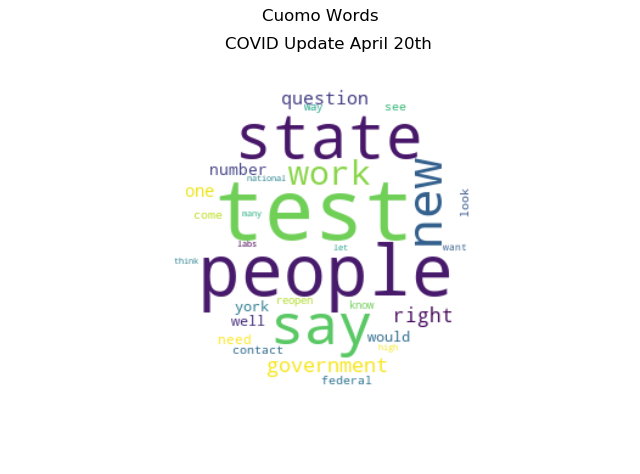 Cuomo Words
COVID Update April 20th
question
way
see
state
number
work
national
new
one
test
look
come
many
labs
let
want
people
think
reopen
york
know
say
right
well
would
need
high
contact
government
federal